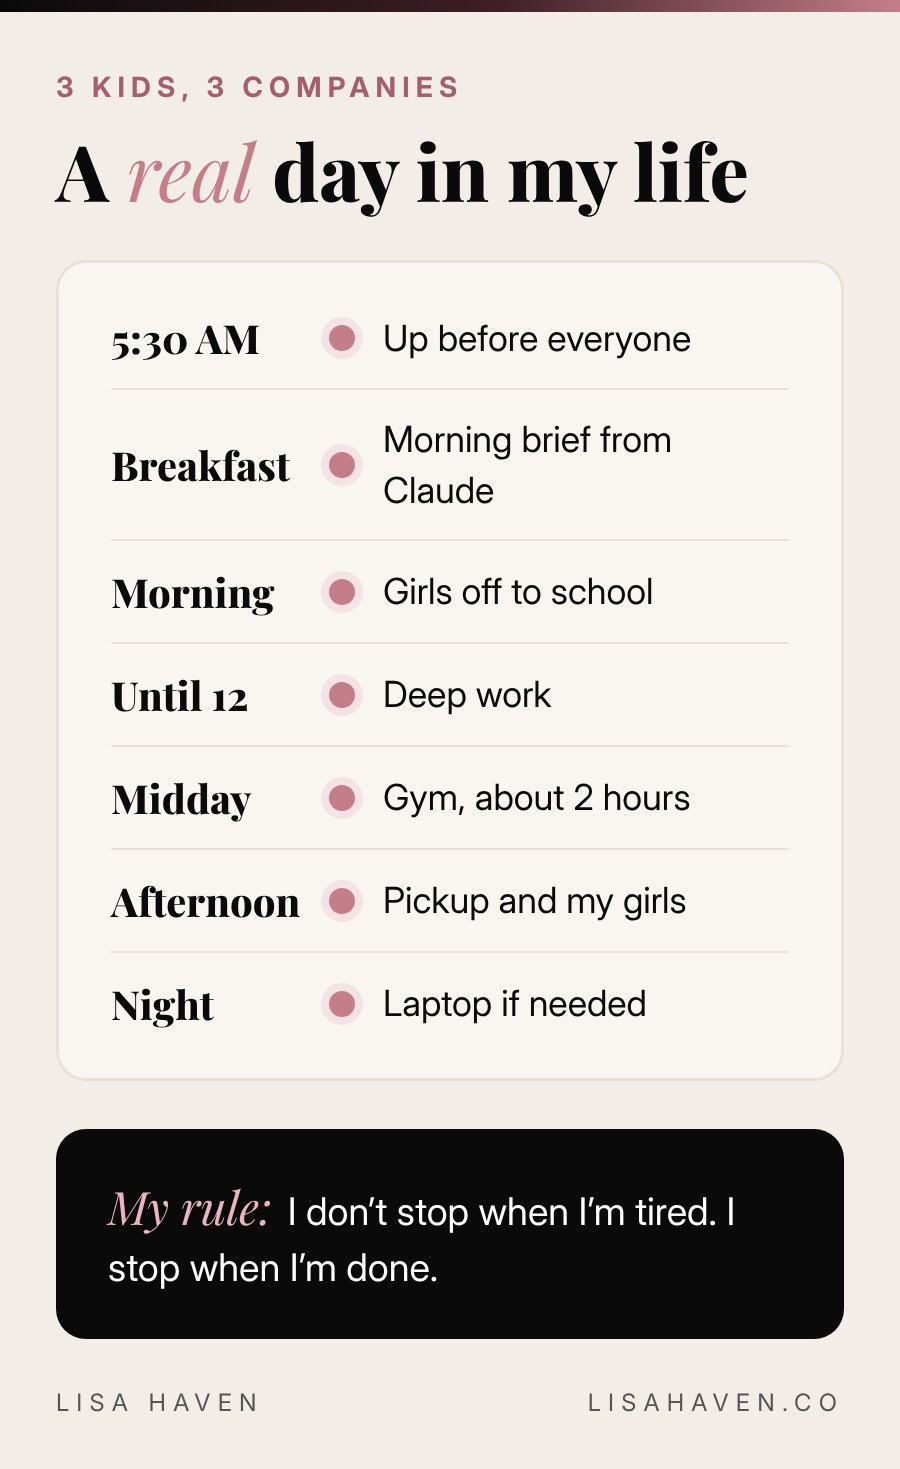 3 KIDS, 3 COMPANIES
A real day in my life
5:30 AM Up before everyone
Breakfast Morning brief from
Claude
Morning Girls off to school
Until 12 Deep work
Midday Gym, about 2 hours
Afternoon Pickup and my girls
Night Laptop if needed
My rule: I don’t stop when I’m tired. I
stop when I’m done.
LISA HAVEN LISAHAVEN.CO